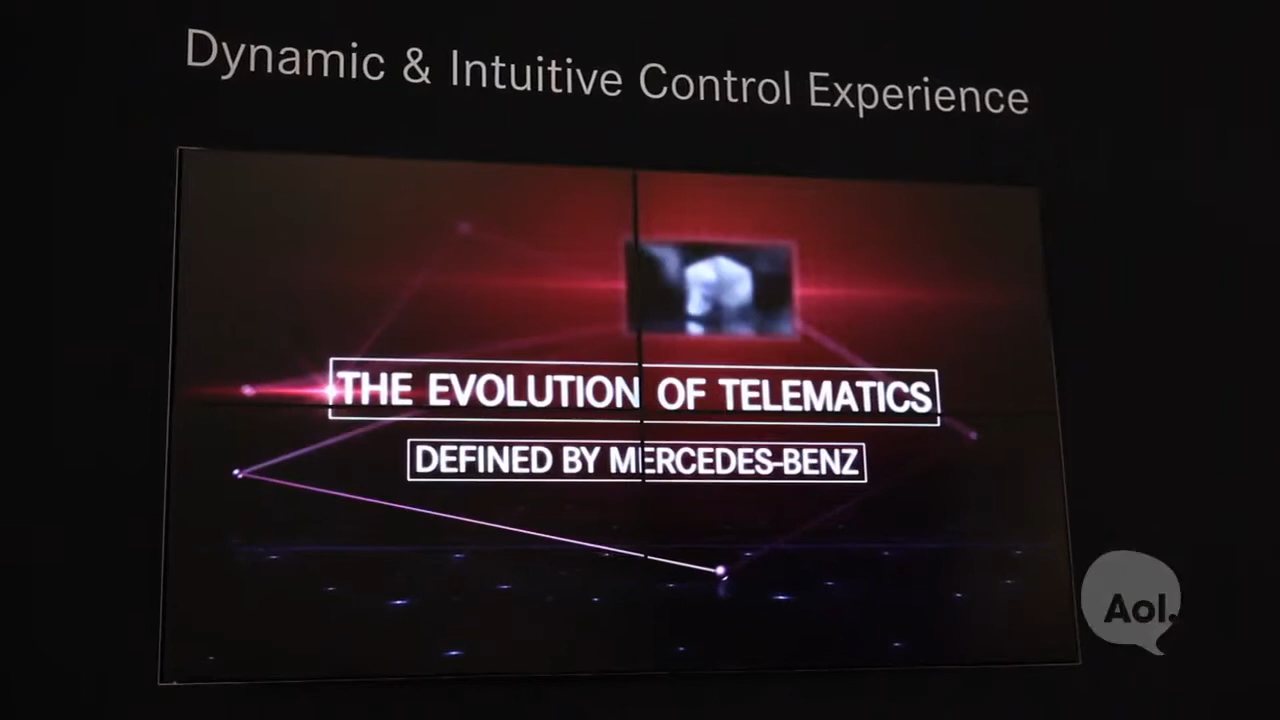 Dynamic & Intuitive Control Experience
THE EVOLUTION OF TELEMATICS
DEFINED BY MERCEDES-BENZ
Aol.